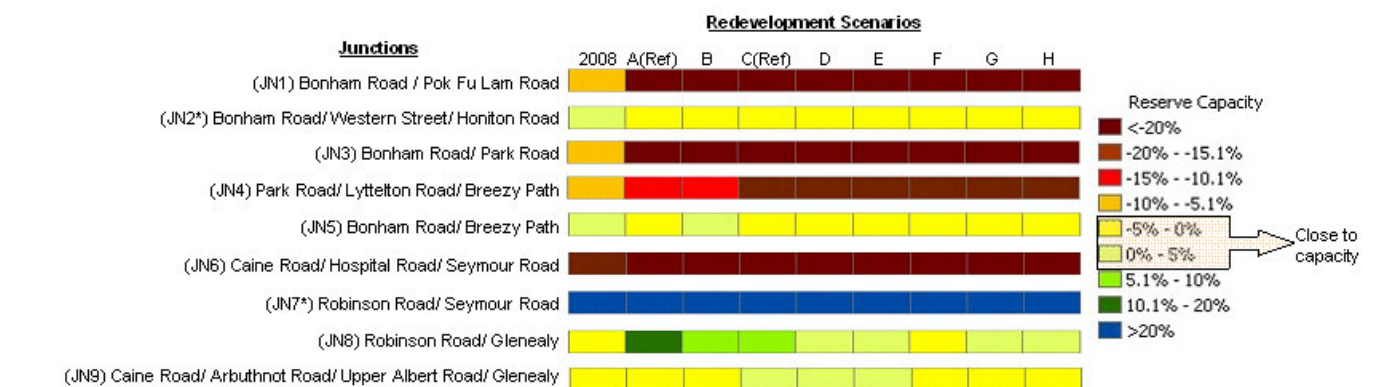 Redevelopment Scenarios
Junctions
2008 A(Ref) B C(Ref) D E F G H
(JN1) Bonham Road / Pok Fu Lam Road
(JN2*) Bonham Road/ Western Street/ Honiton Road
(JN3) Bonham Road/ Park Road
(JN4) Park Road/ Lyttelton Road/ Breezy Path
(JN5) Bonham Road/ Breezy Path
(JN6) Caine Road/ Hospital Road/ Seymour Road
(JN7*) Robinson Road/ Seymour Road
(JN8) Robinson Road/ Glenealy
(JN9) Caine Road/ Arbuthnot Road/ Upper Albert Road/ Glenealy
Reserve Capacity
<-20%
-20% - -15.1%
-15% - -10.1%
-10% - -5.1%
-5% - 0%
0% - 5%
5.1% - 10%
10.1% - 20%
>20%
Close to
capacity